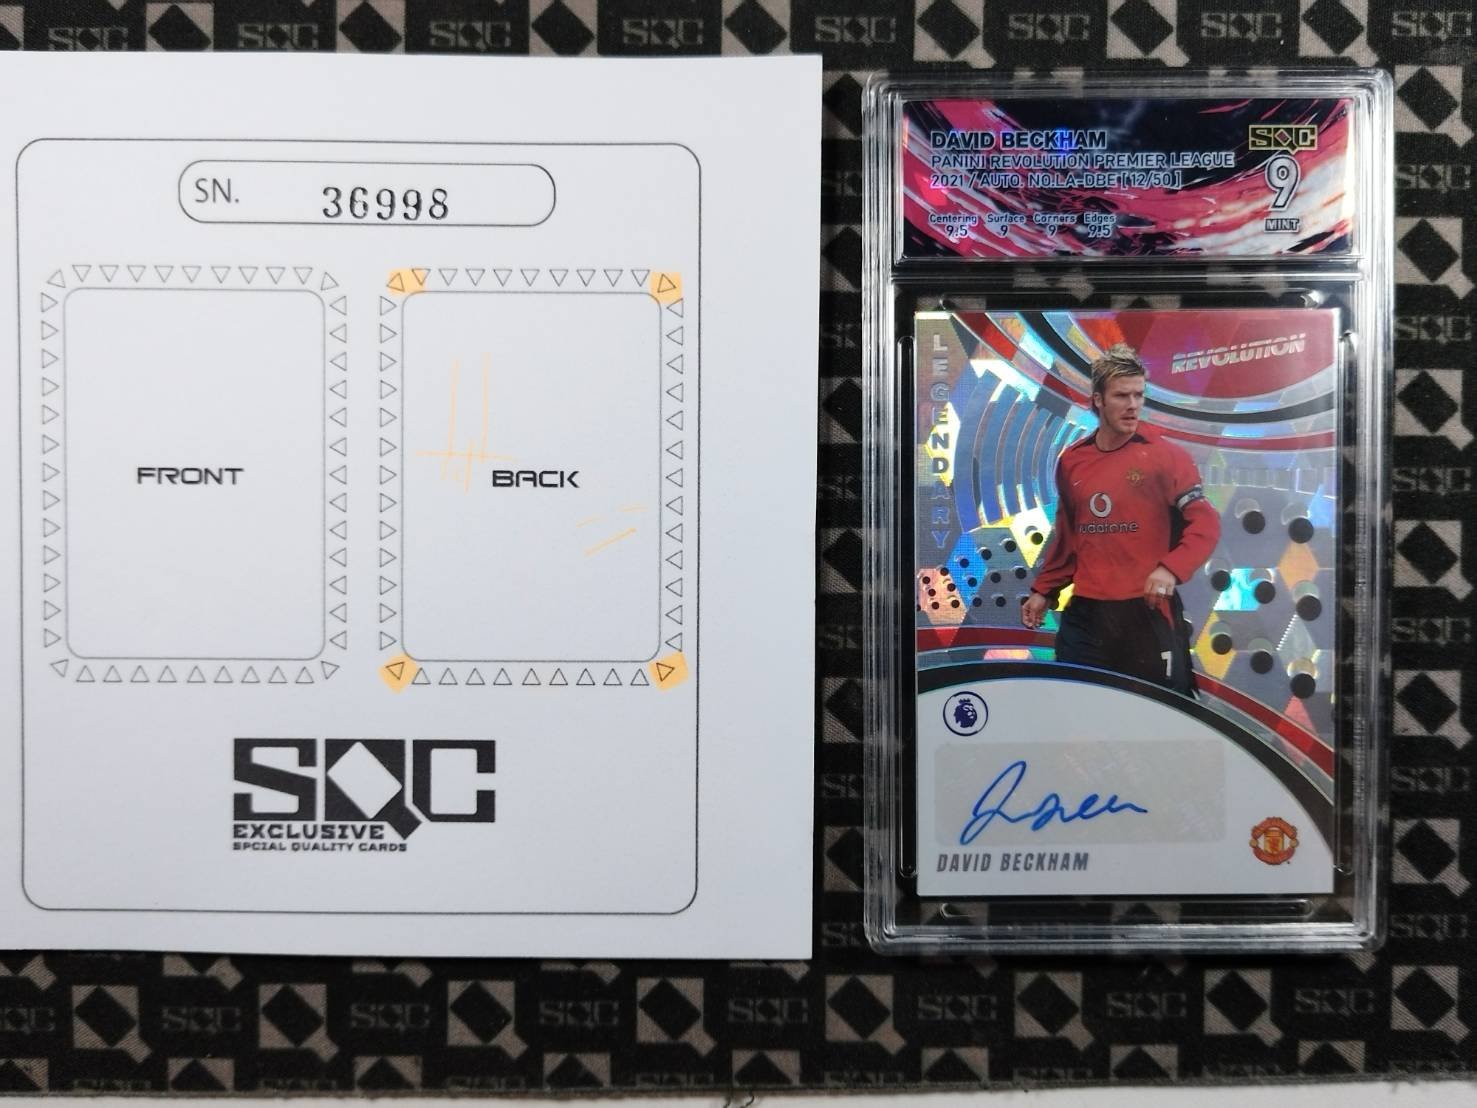 SN. 36998
FRONT
BACK
SQC
EXCLUSIVE
SPCIAL QUALITY CARDS
DAVID BECKHAM
PANINI REVOLUTION PREMIER LEAGUE
2021 / AUTO. NO.LA-DBE [ 12/50 ]
Centering Surface Corners Edges
9.5 9 9 9.5
SQC
9
MINT
LEGENDARY
REVOLUTION
vodafone
7
DAVID BECKHAM